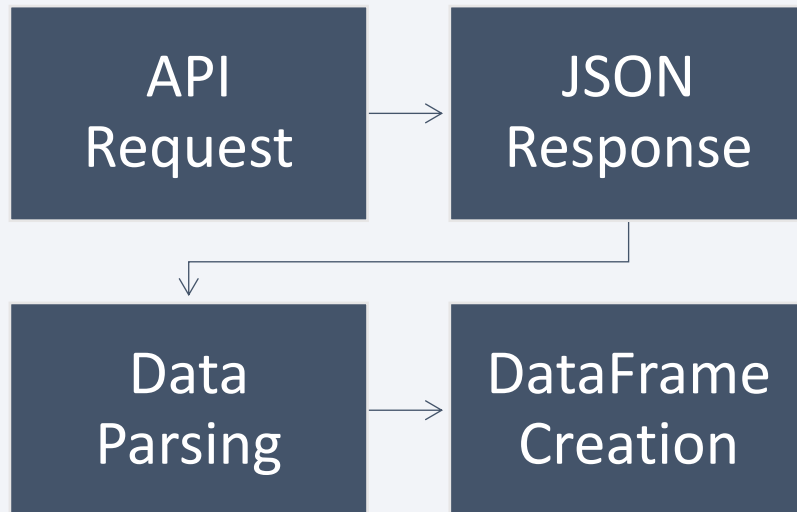 API
Request
JSON
Response
Data
Parsing
DataFrame
Creation